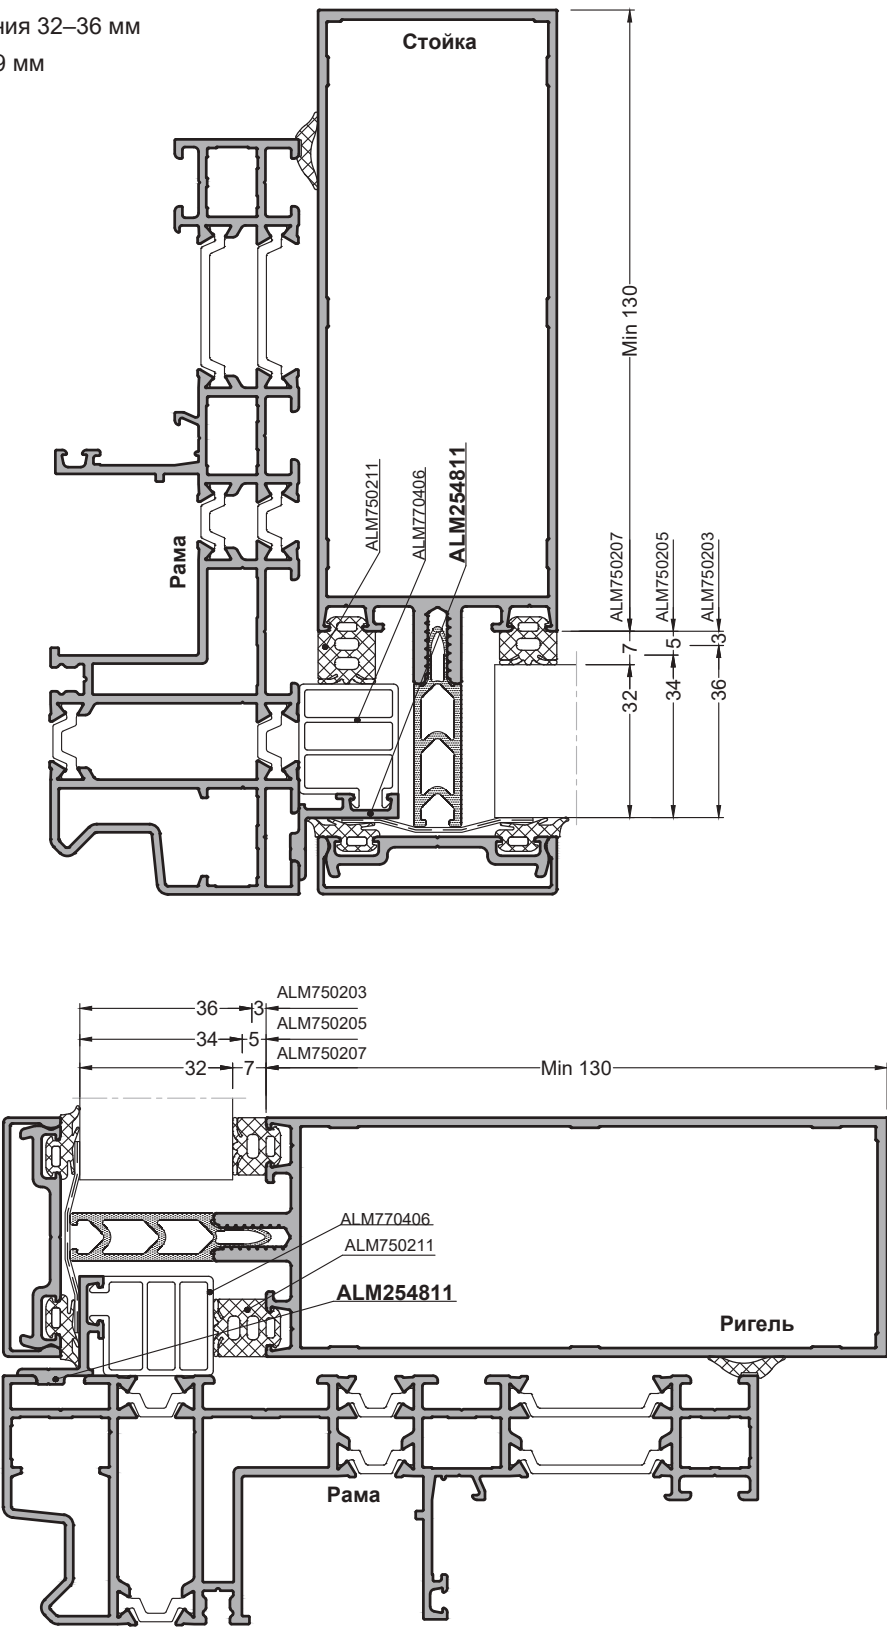 ния 32–36 мм
9 мм
Стойка
Min 130
ALM750211
ALM770406
ALM254811
Рама
ALM750207
ALM750205
ALM750203
7
5
3
32
34
36
36
3
ALM750203
34
5
ALM750205
32
7
ALM750207
Min 130
ALM770406
ALM750211
ALM254811
Ригель
Рама